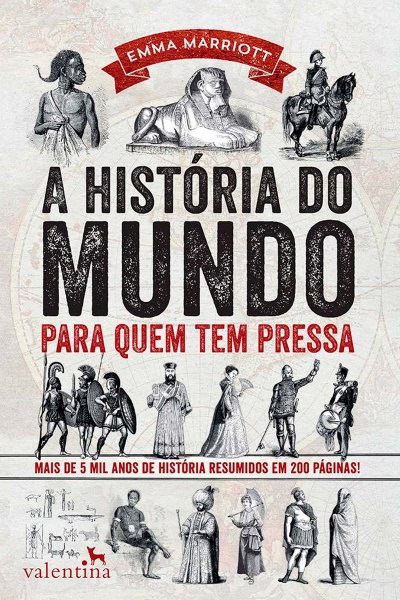 EMMA MARRIOTT
A HISTÓRIA DO
MUNDO
PARA QUEM TEM PRESSA
MAIS DE 5 MIL ANOS DE HISTÓRIA RESUMIDOS EM 200 PÁGINAS!
valentina